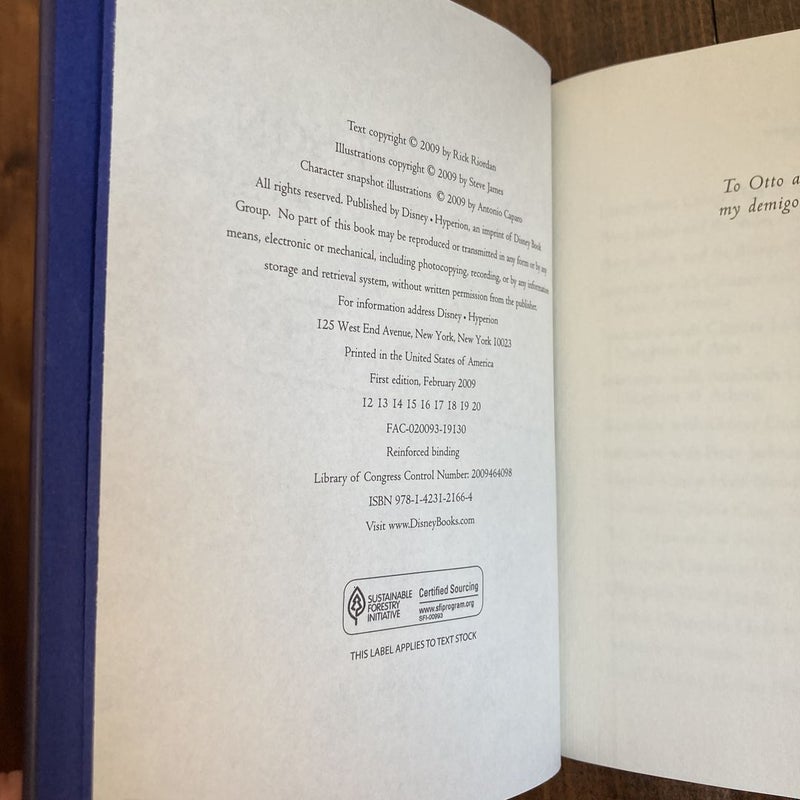 Text copyright © 2009 by Rick Riordan
Illustrations copyright © 2009 by Steve James
Character snapshot illustrations © 2009 by Antonio Caparo
All rights reserved. Published by Disney • Hyperion, an imprint of Disney Book
Group. No part of this book may be reproduced or transmitted in any form or by any
means, electronic or mechanical, including photocopying, recording, or by any information
storage and retrieval system, without written permission from the publisher.
For information address Disney • Hyperion
125 West End Avenue, New York, New York 10023
Printed in the United States of America
First edition, February 2009
12 13 14 15 16 17 18 19 20
FAC-020093-19130
Reinforced binding
Library of Congress Control Number: 2009464098
ISBN 978-1-4231-2166-4
Visit www.DisneyBooks.com
SUSTAINABLE
FORESTRY
INITIATIVE
Certified Sourcing
www.sfiprogram.org
SFI-00993
THIS LABEL APPLIES TO TEXT STOCK
To Otto a
my demigo